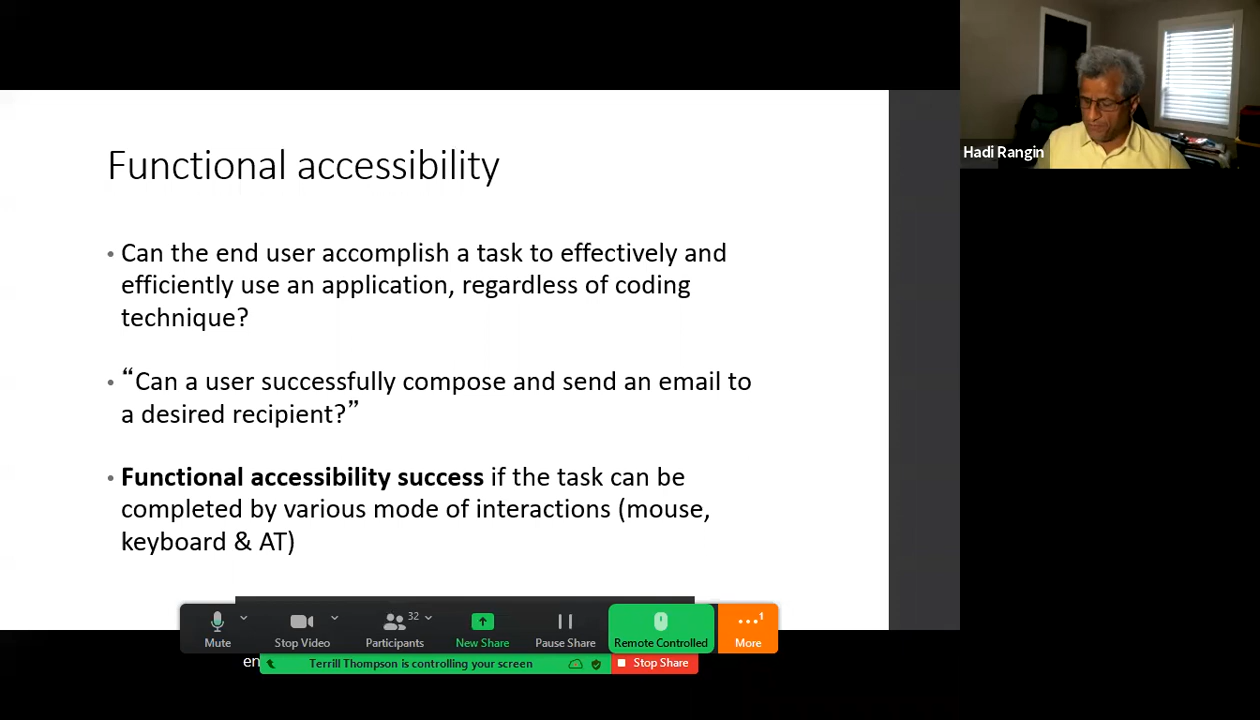 Functional accessibility
• Can the end user accomplish a task to effectively and
efficiently use an application, regardless of coding
technique?
• “Can a user successfully compose and send an email to
a desired recipient?”
• Functional accessibility success if the task can be
completed by various mode of interactions (mouse,
keyboard & AT)
Hadi Rangin
32
1
Mute
Stop Video
Participants
New Share
Pause Share
Remote Controlled
More
en
Terrill Thompson is controlling your screen
Stop Share